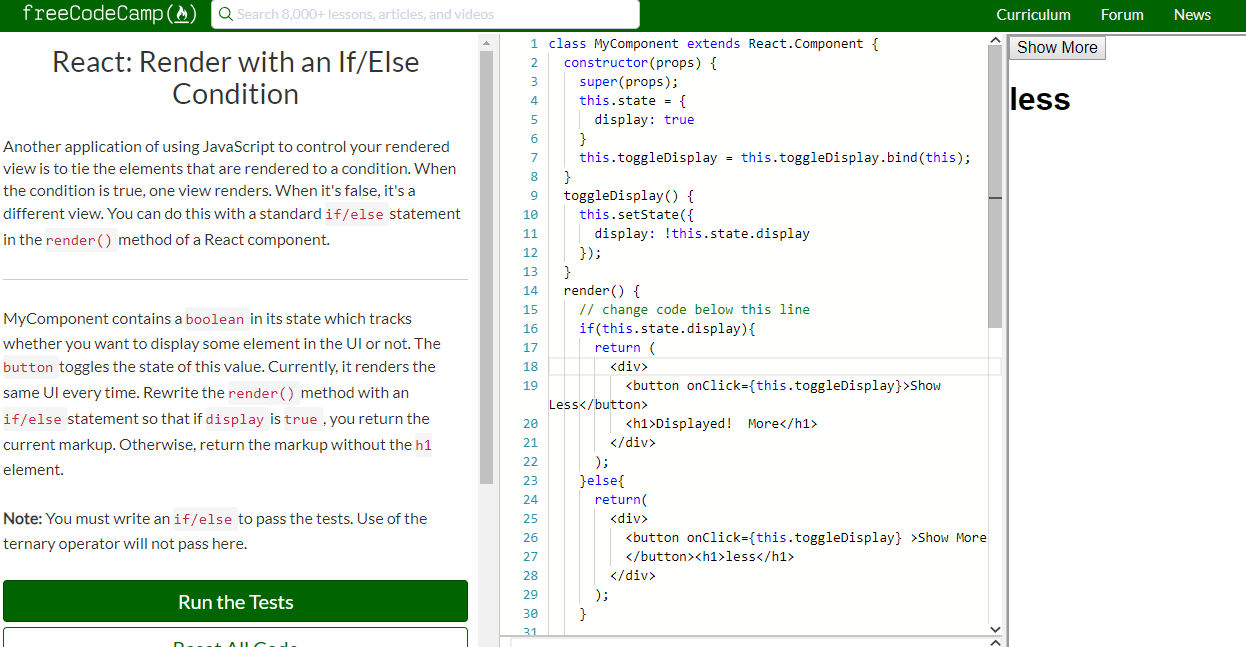 freeCodeCamp
Search 8,000+ lessons, articles, and videos
Curriculum
Forum
News
React: Render with an If/Else
Condition
Another application of using JavaScript to control your rendered
view is to tie the elements that are rendered to a condition. When
the condition is true, one view renders. When it's false, it's a
different view. You can do this with a standard if/else statement
in the render() method of a React component.
MyComponent contains a boolean in its state which tracks
whether you want to display some element in the UI or not. The
button toggles the state of this value. Currently, it renders the
same UI every time. Rewrite the render() method with an
if/else statement so that if display is true , you return the
current markup. Otherwise, return the markup without the h1
element.
Note: You must write an if/else to pass the tests. Use of the
ternary operator will not pass here.
Run the Tests
Reset All Code
1 class MyComponent extends React.Component {
2 constructor(props) {
3 super(props);
4 this.state = {
5 display: true
6 }
7 this.toggleDisplay = this.toggleDisplay.bind(this);
8 }
9 toggleDisplay() {
10 this.setState({
11 display: !this.state.display
12 });
13 }
14 render() {
15 // change code below this line
16 if(this.state.display){
17 return (
18 <div>
19 <button onClick={this.toggleDisplay}>Show
Less</button>
20 <h1>Displayed!  More</h1>
21 </div>
22 );
23 }else{
24 return(
25 <div>
26 <button onClick={this.toggleDisplay} >Show More
27 </button><h1>less</h1>
28 </div>
29 );
30 }
31
Show More
less